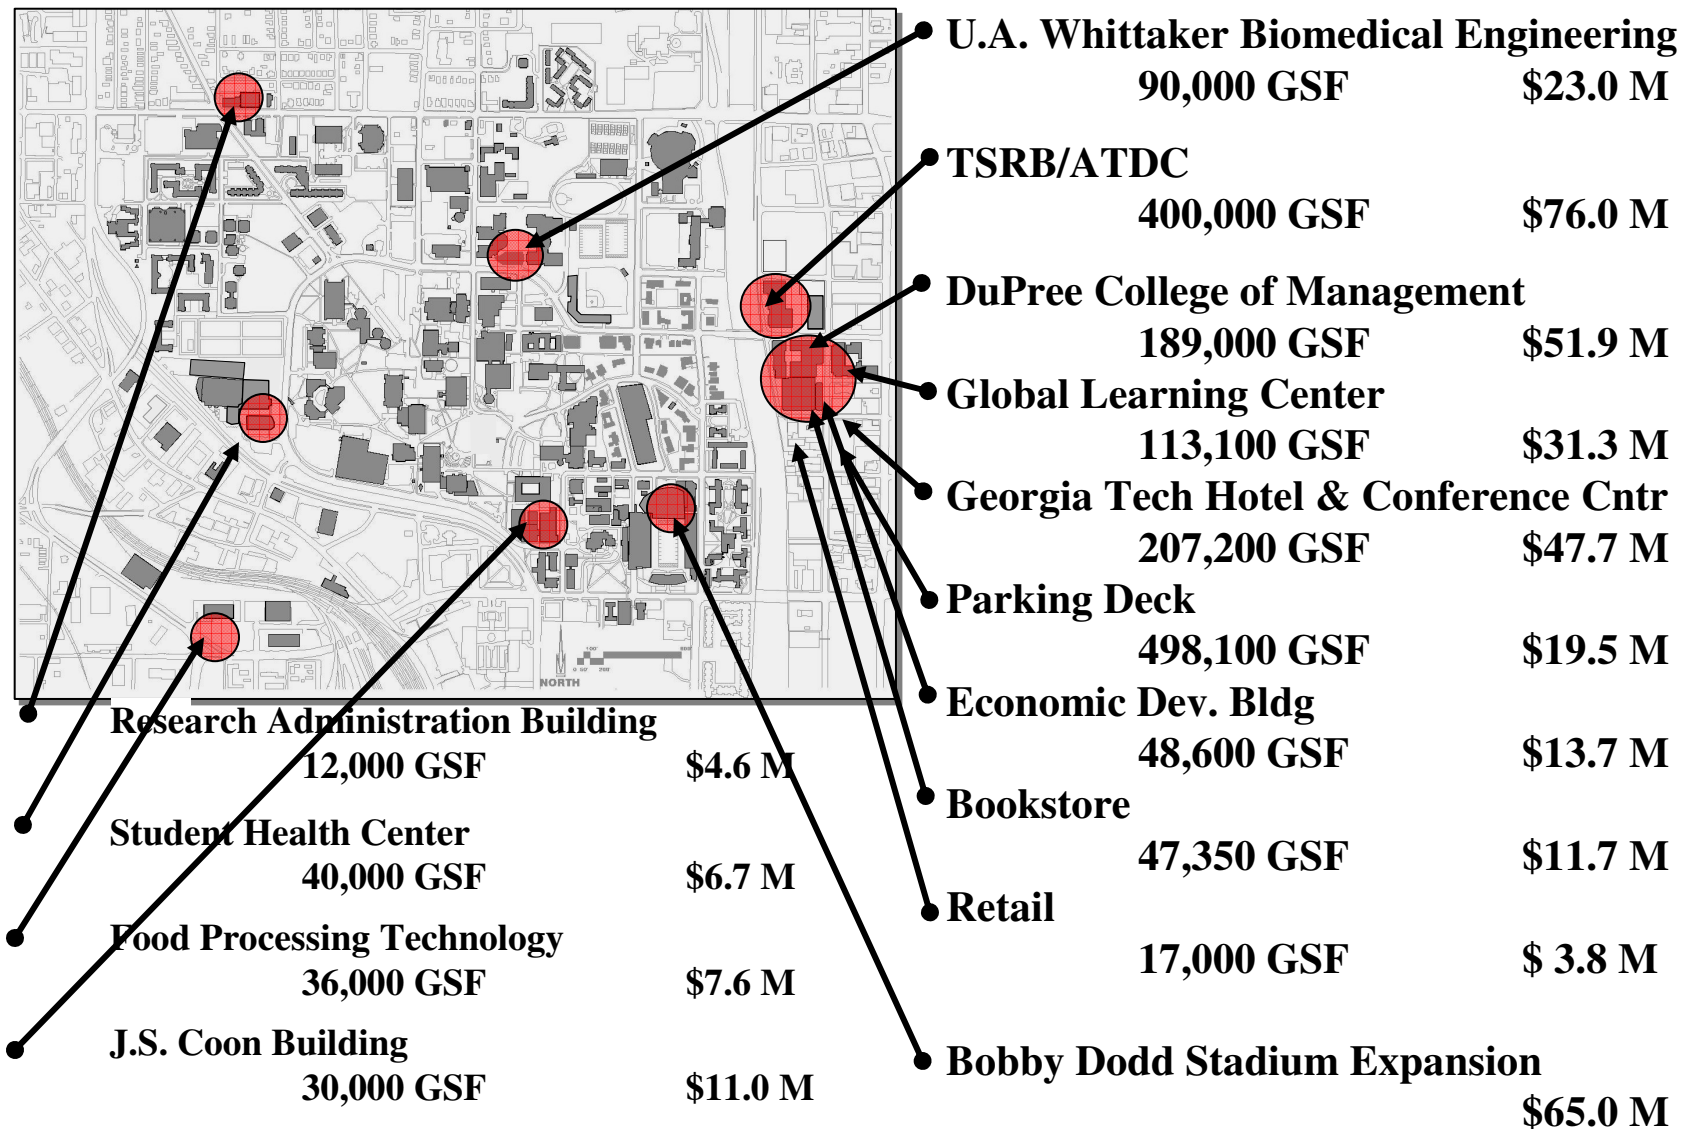 U.A. Whittaker Biomedical Engineering
90,000 GSF $23.0 M
TSRB/ATDC
400,000 GSF $76.0 M
DuPree College of Management
189,000 GSF $51.9 M
Global Learning Center
113,100 GSF $31.3 M
Georgia Tech Hotel & Conference Cntr
207,200 GSF $47.7 M
Parking Deck
498,100 GSF $19.5 M
Economic Dev. Bldg
48,600 GSF $13.7 M
Bookstore
47,350 GSF $11.7 M
Retail
17,000 GSF $ 3.8 M
Bobby Dodd Stadium Expansion
$65.0 M
NORTH
Research Administration Building
12,000 GSF $4.6 M
Student Health Center
40,000 GSF $6.7 M
Food Processing Technology
36,000 GSF $7.6 M
J.S. Coon Building
30,000 GSF $11.0 M